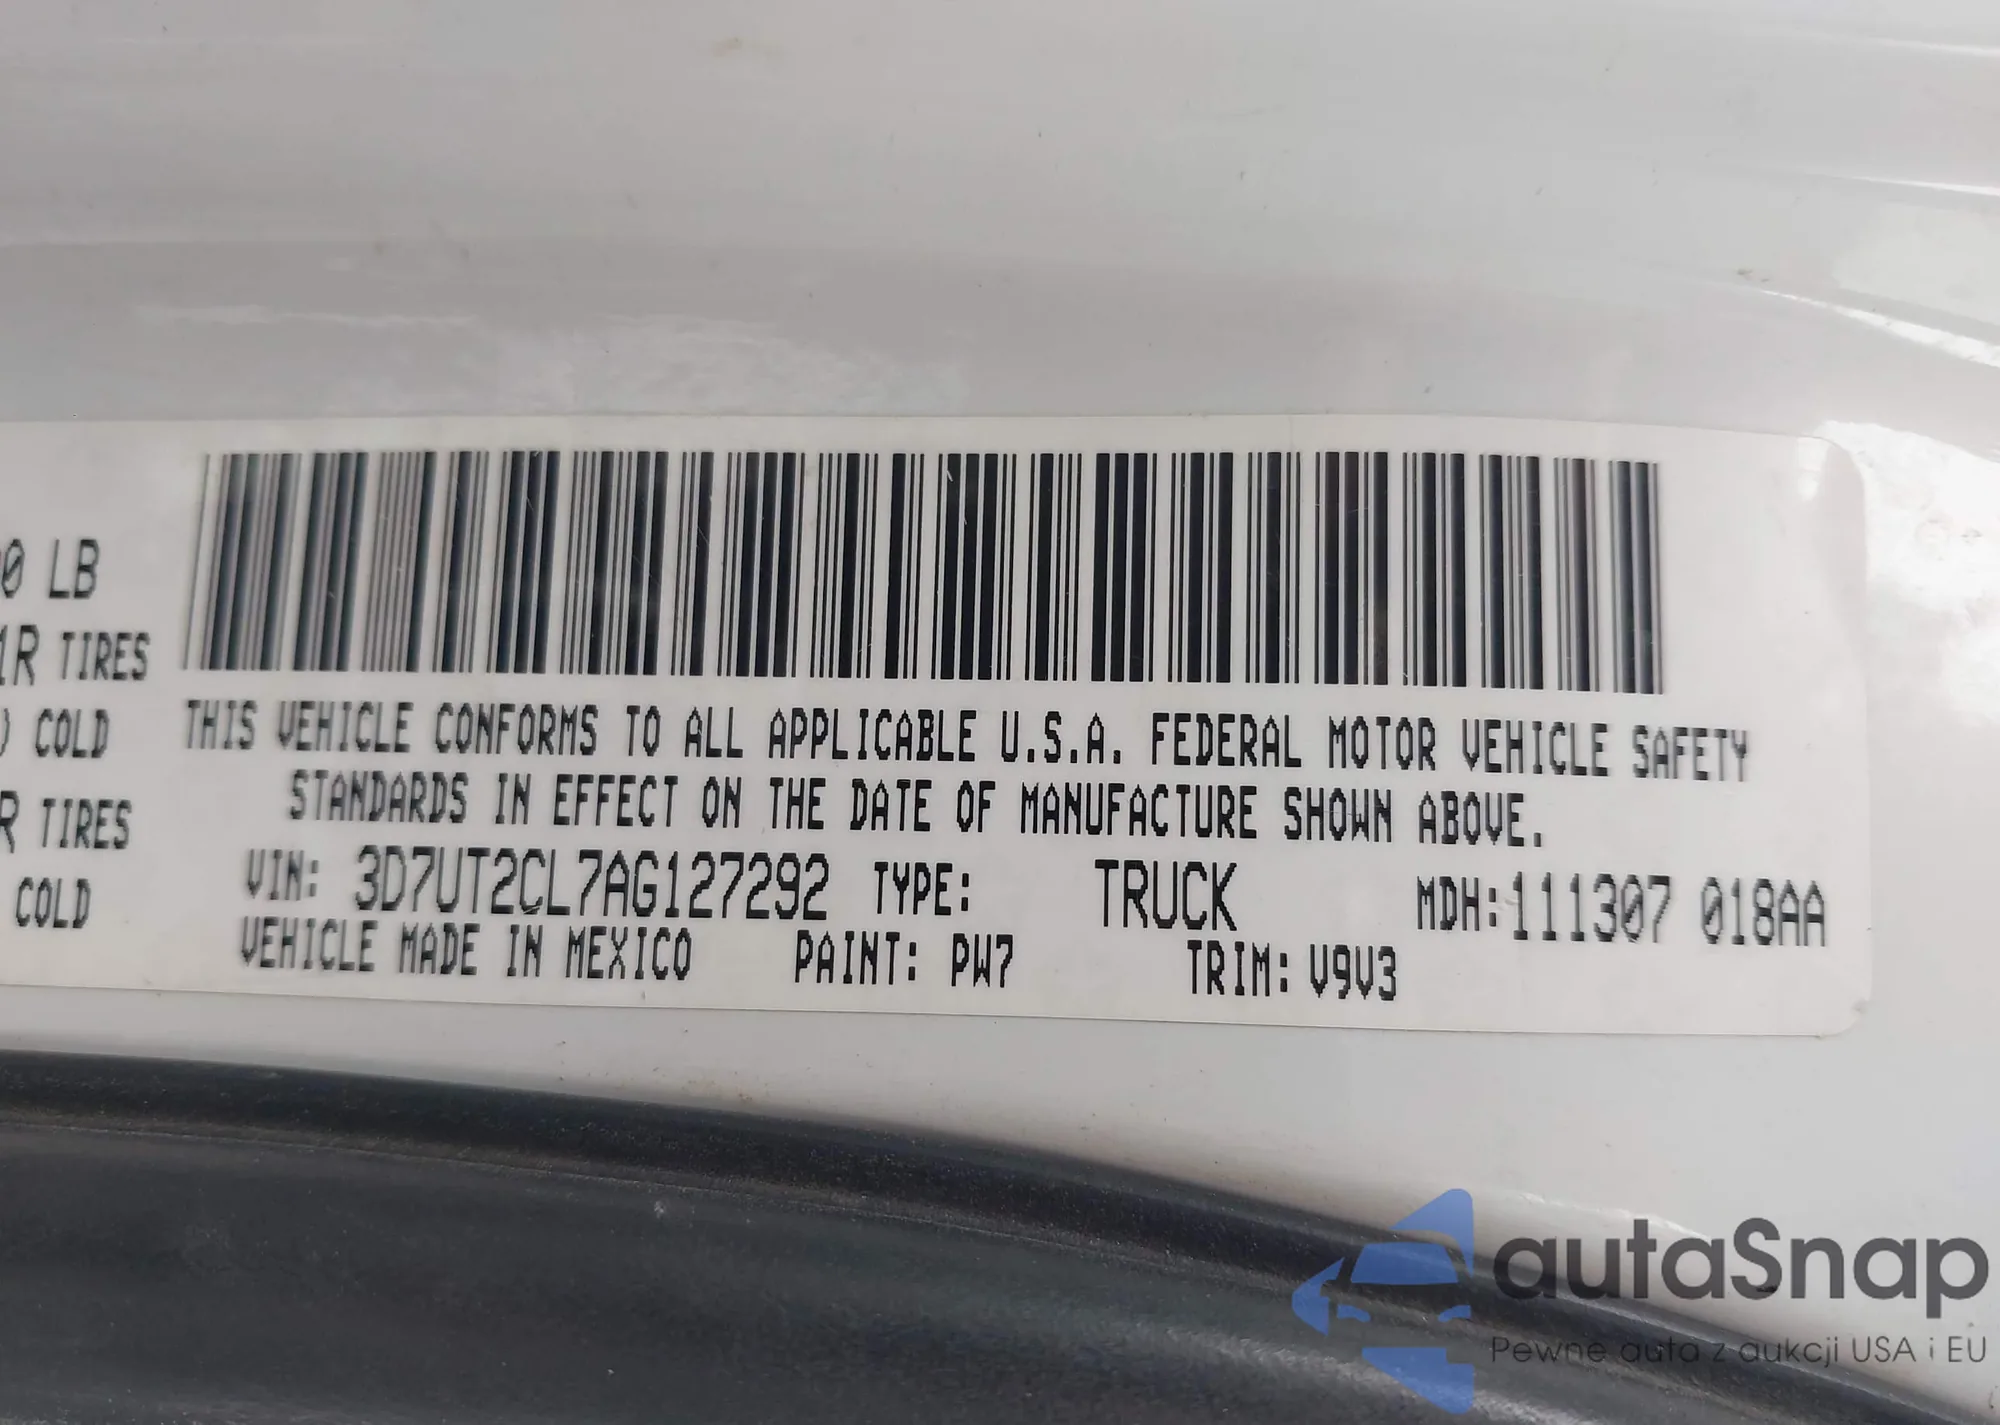 0 LB
1R TIRES
) COLD
R TIRES
COLD
THIS VEHICLE CONFORMS TO ALL APPLICABLE U.S.A. FEDERAL MOTOR VEHICLE SAFETY
STANDARDS IN EFFECT ON THE DATE OF MANUFACTURE SHOWN ABOVE.
VIN: 3D7UT2CL7AG127292 TYPE: TRUCK MDH:111307 018AA
VEHICLE MADE IN MEXICO PAINT: PW7 TRIM: V9V3
autaSnap
Pewne auta z aukcji USA i EU